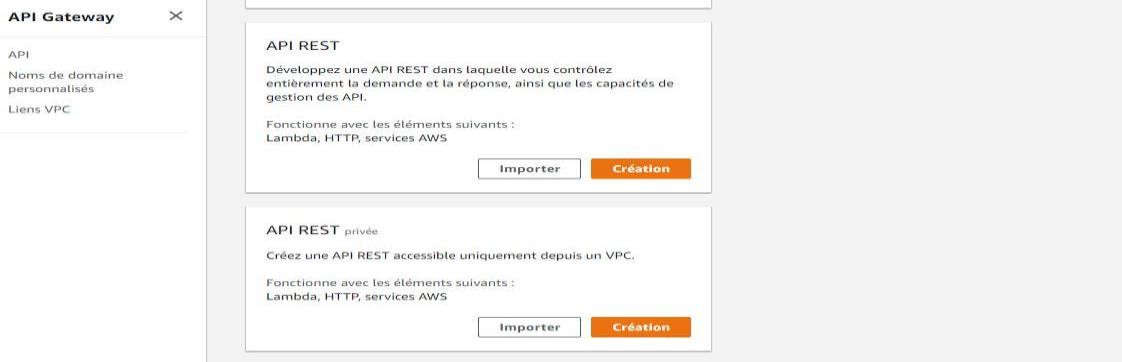 API Gateway
API
Noms de domaine
personnalisés
Liens VPC
API REST
Développez une API REST dans laquelle vous contrôlez
entièrement la demande et la réponse, ainsi que les capacités de
gestion des API.
Fonctionne avec les éléments suivants :
Lambda, HTTP, services AWS
Importer Création
API REST privée
Créez une API REST accessible uniquement depuis un VPC.
Fonctionne avec les éléments suivants :
Lambda, HTTP, services AWS
Importer Création